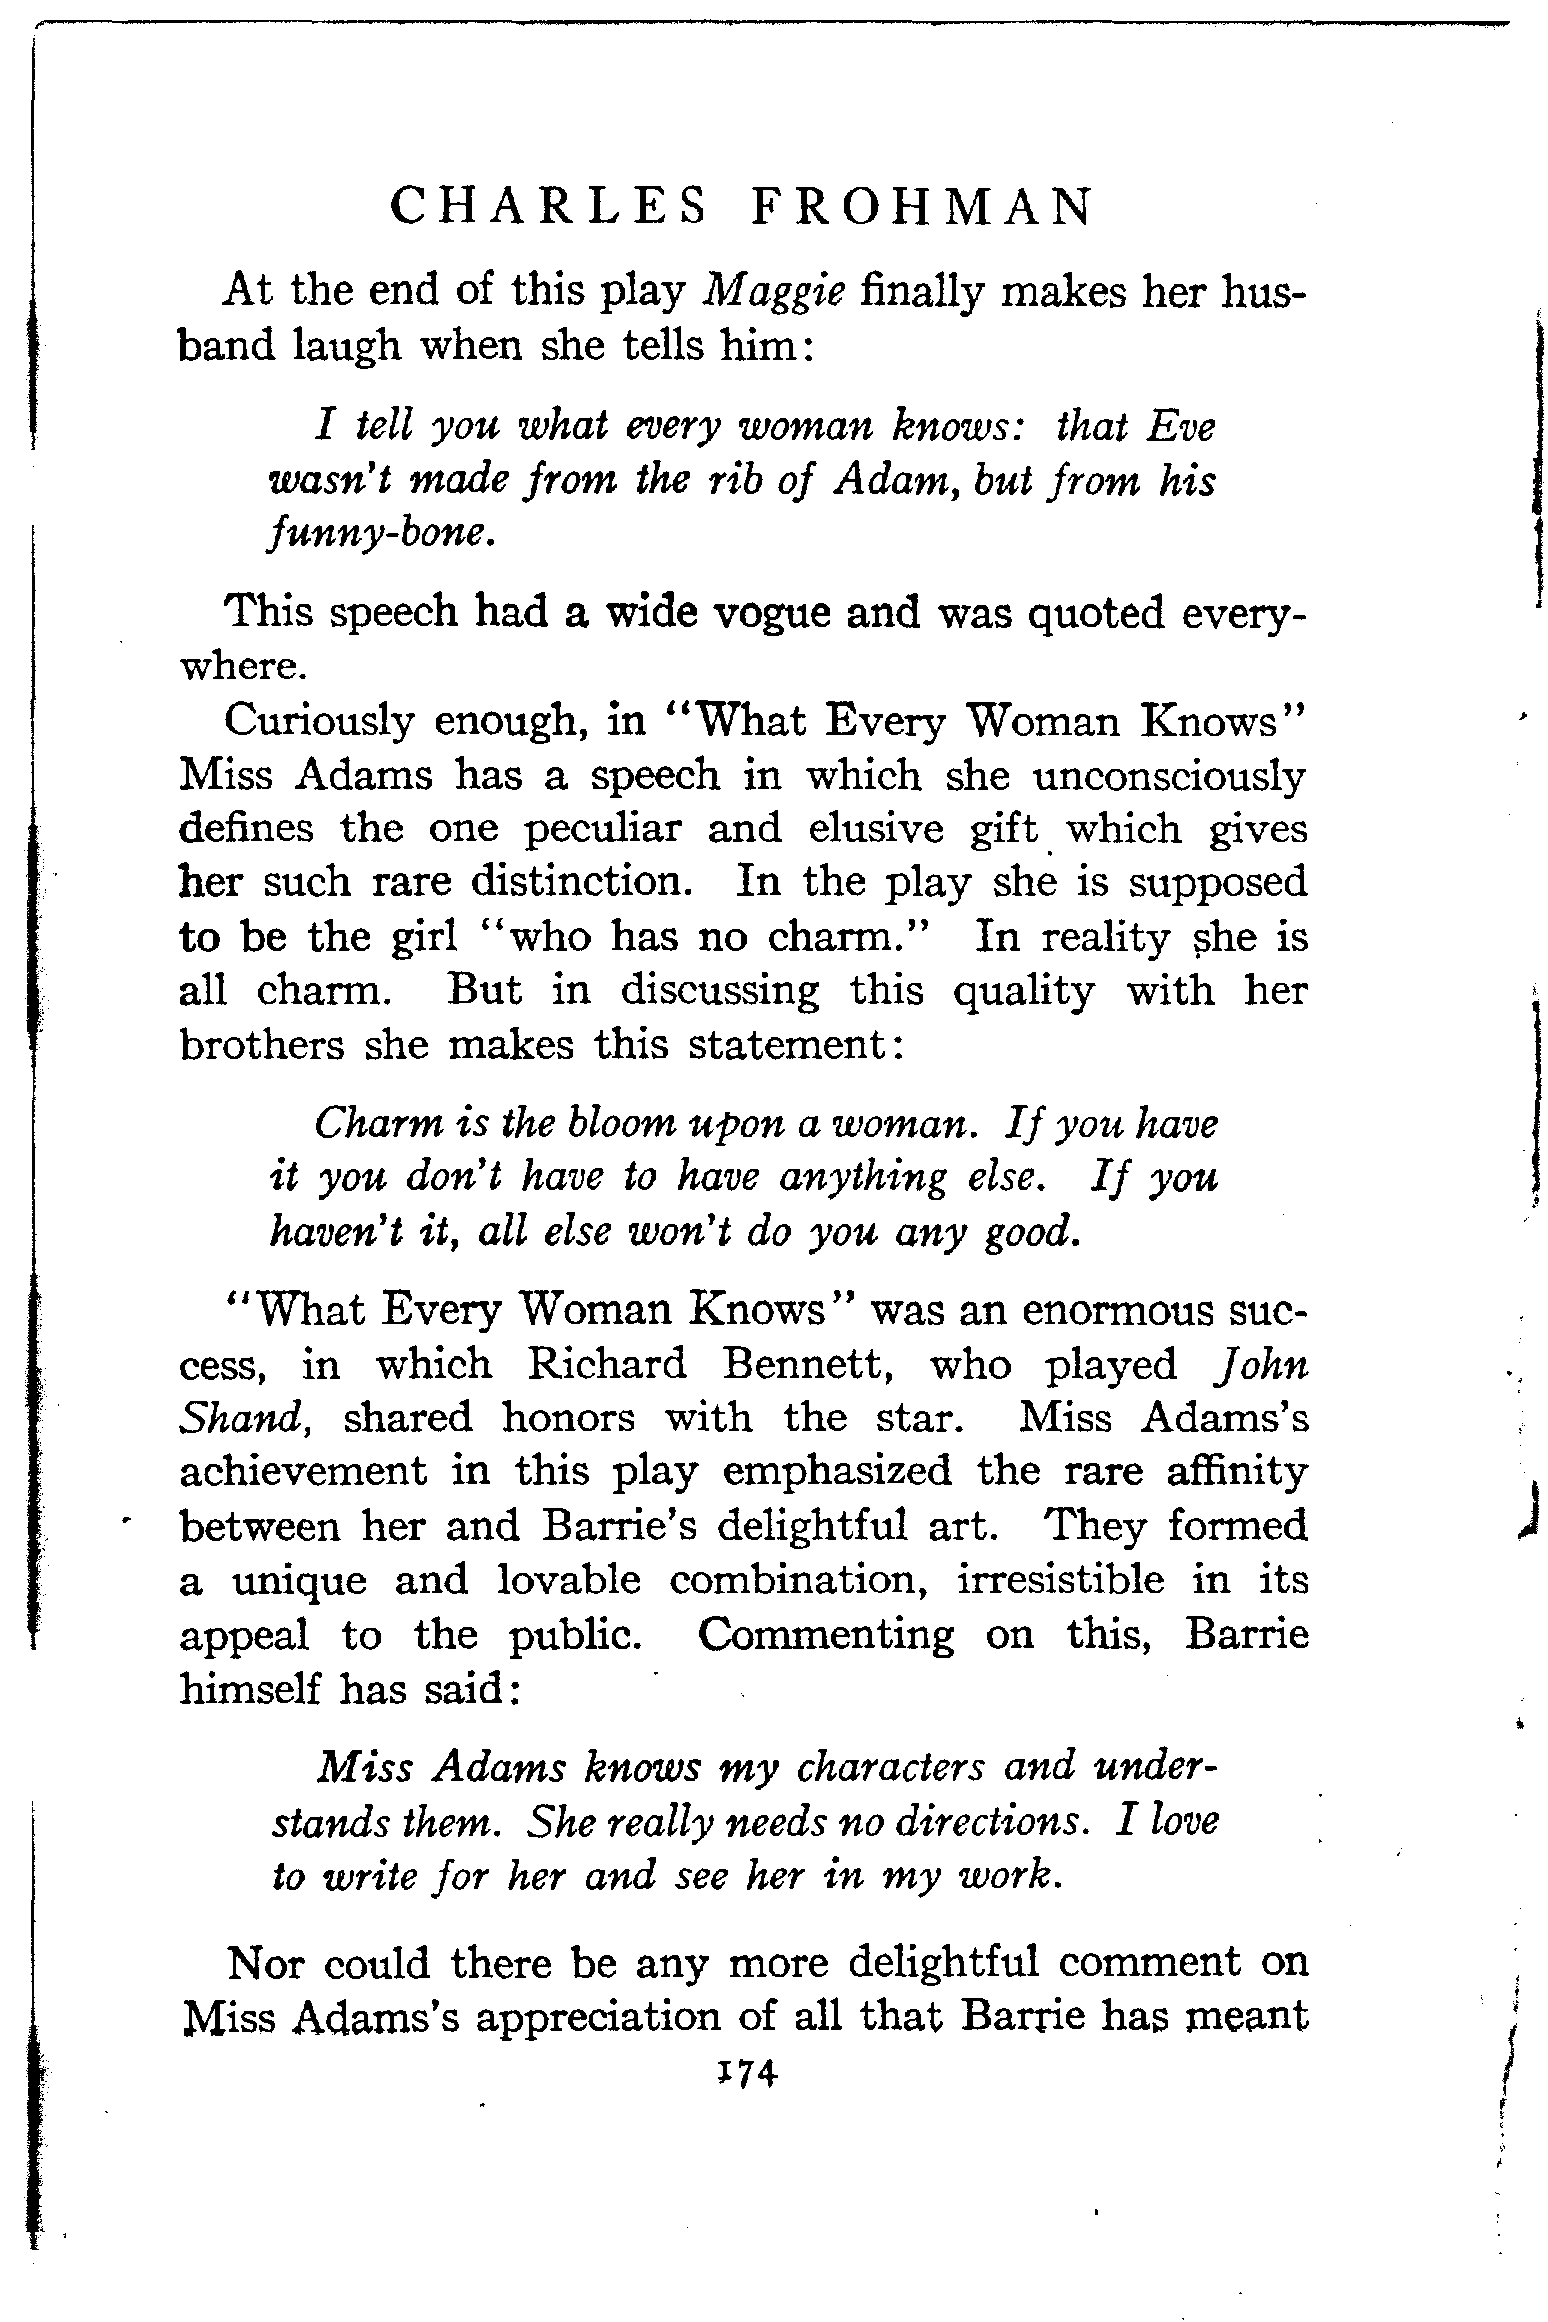 CHARLES FROHMAN
At the end of this play Maggie finally makes her hus-
band laugh when she tells him:
I tell you what every woman knows: that Eve
wasn't made from the rib of Adam, but from his
funny-bone.
This speech had a wide vogue and was quoted every-
where.
Curiously enough, in "What Every Woman Knows"
Miss Adams has a speech in which she unconsciously
defines the one peculiar and elusive gift which gives
her such rare distinction. In the play she is supposed
to be the girl "who has no charm." In reality she is
all charm. But in discussing this quality with her
brothers she makes this statement:
Charm is the bloom upon a woman. If you have
it you don't have to have anything else. If you
haven't it, all else won't do you any good.
"What Every Woman Knows" was an enormous suc-
cess, in which Richard Bennett, who played John
Shand, shared honors with the star. Miss Adams's
achievement in this play emphasized the rare affinity
between her and Barrie's delightful art. They formed
a unique and lovable combination, irresistible in its
appeal to the public. Commenting on this, Barrie
himself has said:
Miss Adams knows my characters and under-
stands them. She really needs no directions. I love
to write for her and see her in my work.
Nor could there be any more delightful comment on
Miss Adams's appreciation of all that Barrie has meant
174